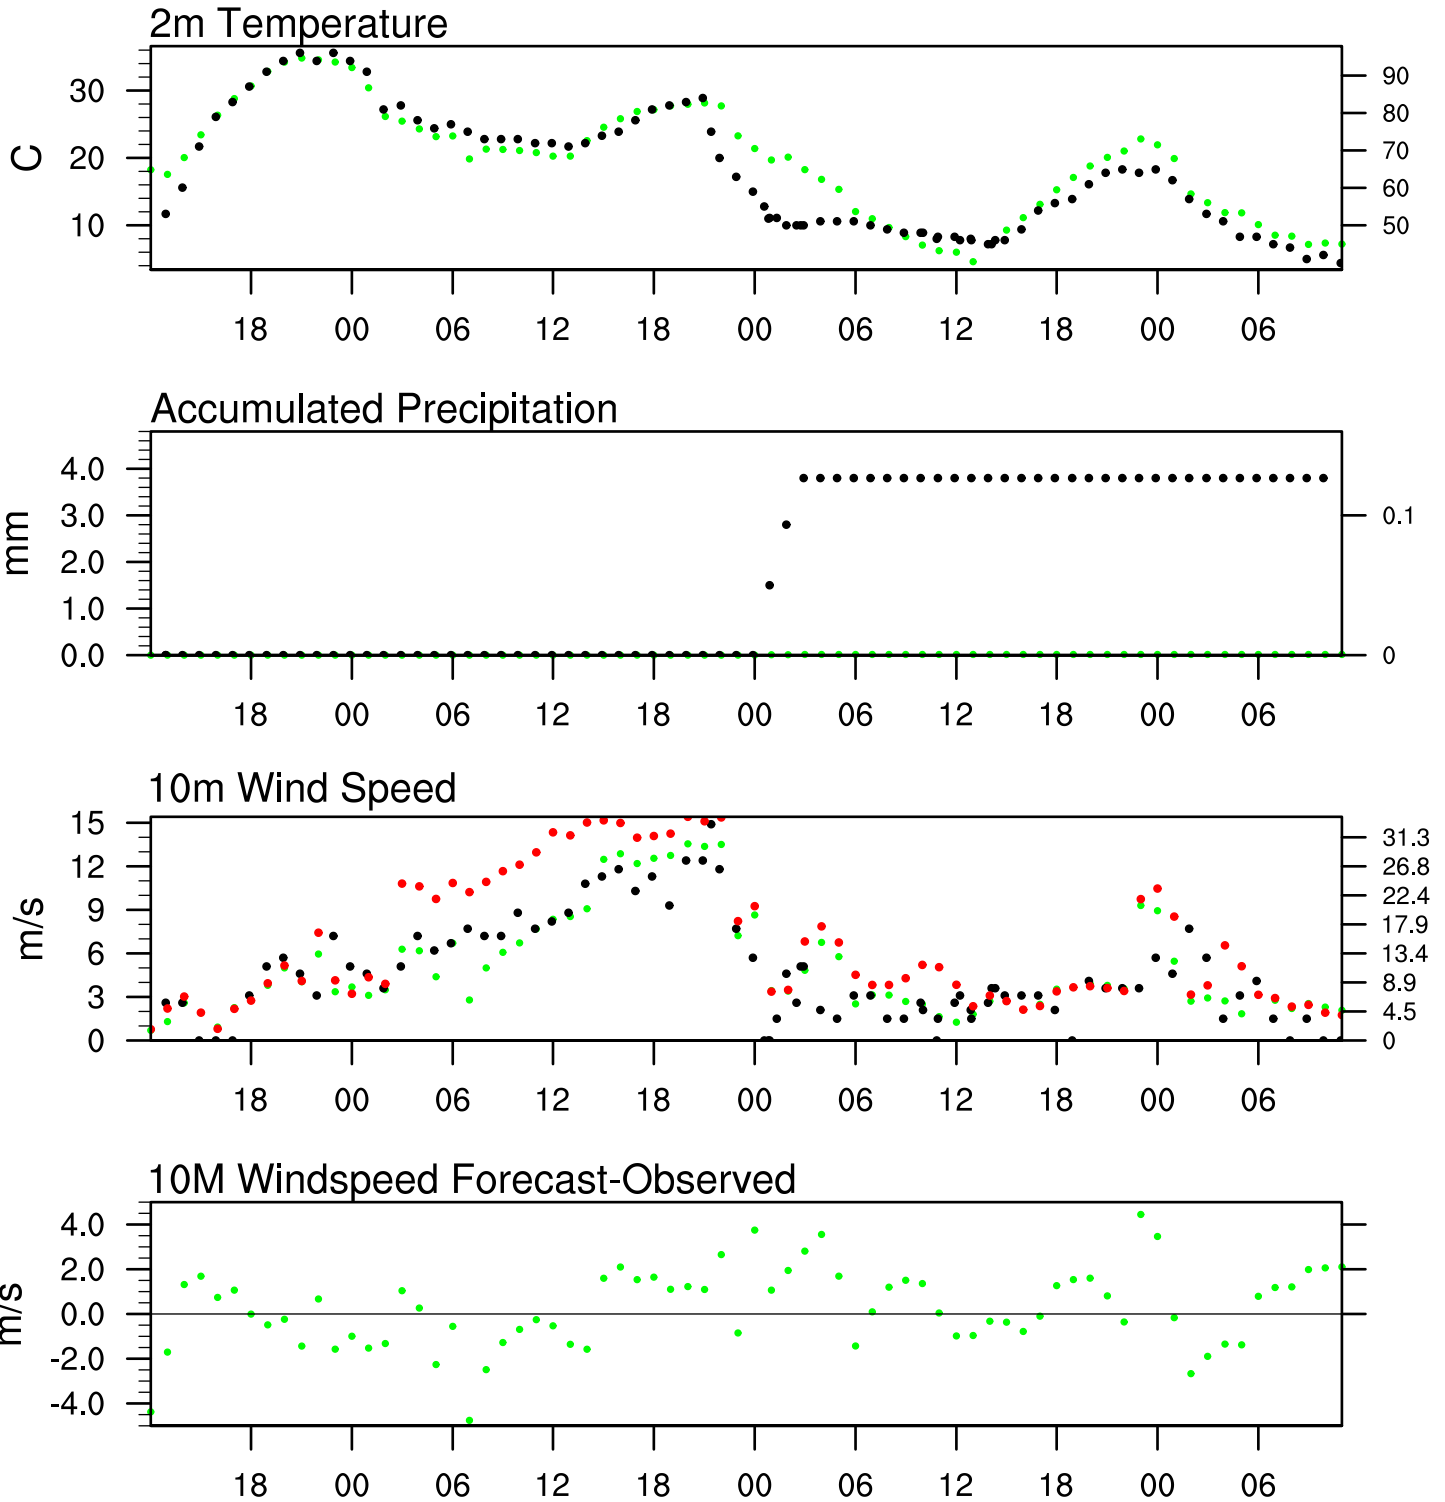 2m Temperature
C
30
20
10
90
80
70
60
50
18 00 06 12 18 00 06 12 18 00 06
Accumulated Precipitation
mm
4.0
3.0
2.0
1.0
0.0
0.1
0
18 00 06 12 18 00 06 12 18 00 06
10m Wind Speed
m/s
15
12
9
6
3
0
31.3
26.8
22.4
17.9
13.4
8.9
4.5
0
18 00 06 12 18 00 06 12 18 00 06
10M Windspeed Forecast-Observed
m/s
4.0
2.0
0.0
-2.0
-4.0
18 00 06 12 18 00 06 12 18 00 06